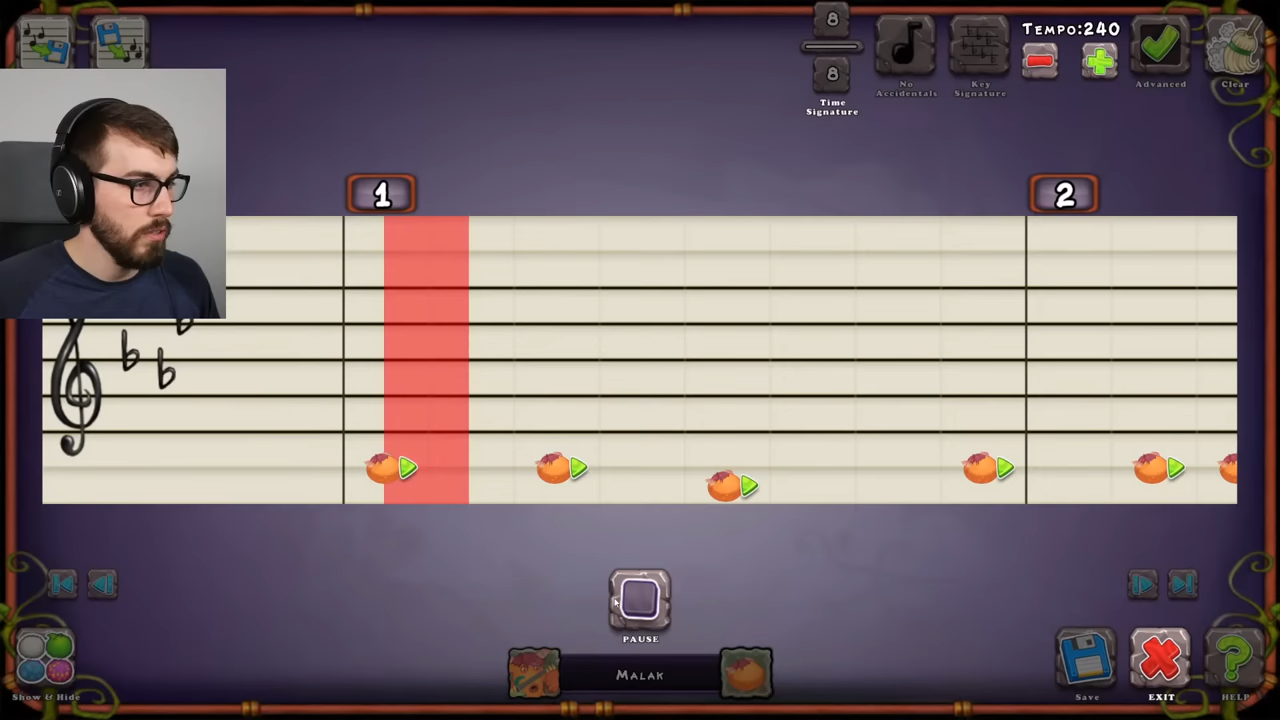 8
8
Time
Signature
No
Accidentals
Key
Signature
Tempo:240
Advanced
Clear
1
2
PAUSE
Malak
Show & Hide
Save
EXIT
HELP